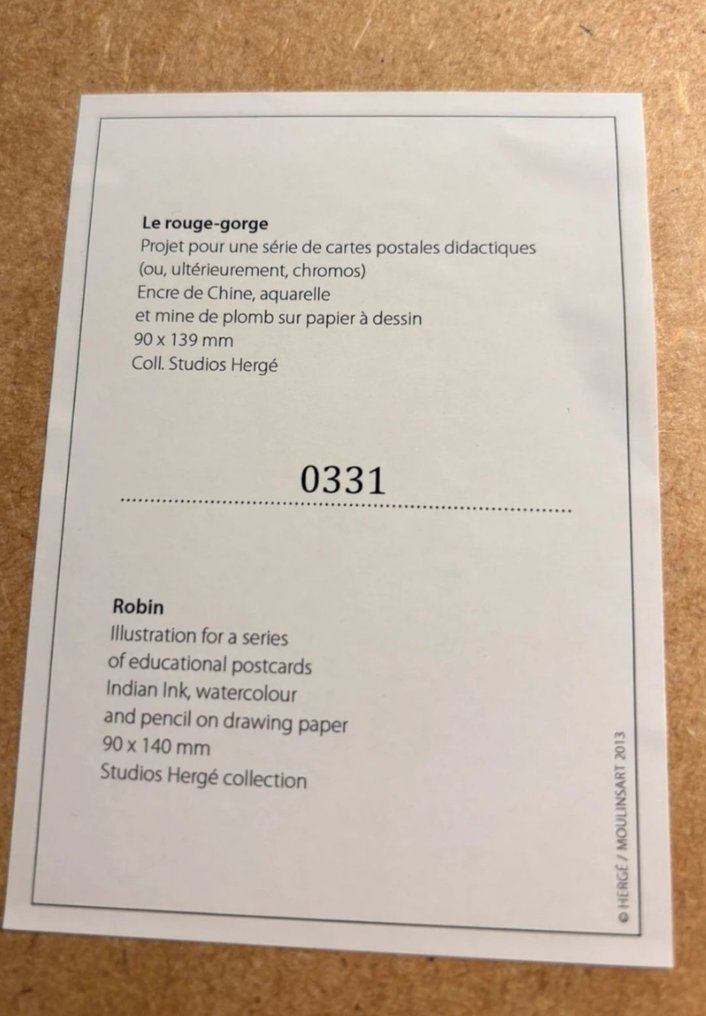 Le rouge-gorge
Projet pour une série de cartes postales didactiques
(ou, ultérieurement, chromos)
Encre de Chine, aquarelle
et mine de plomb sur papier à dessin
90 x 139 mm
Coll. Studios Hergé
0331
Robin
Illustration for a series
of educational postcards
Indian Ink, watercolour
and pencil on drawing paper
90 x 140 mm
Studios Hergé collection
© HERGÉ / MOULINSART 2013